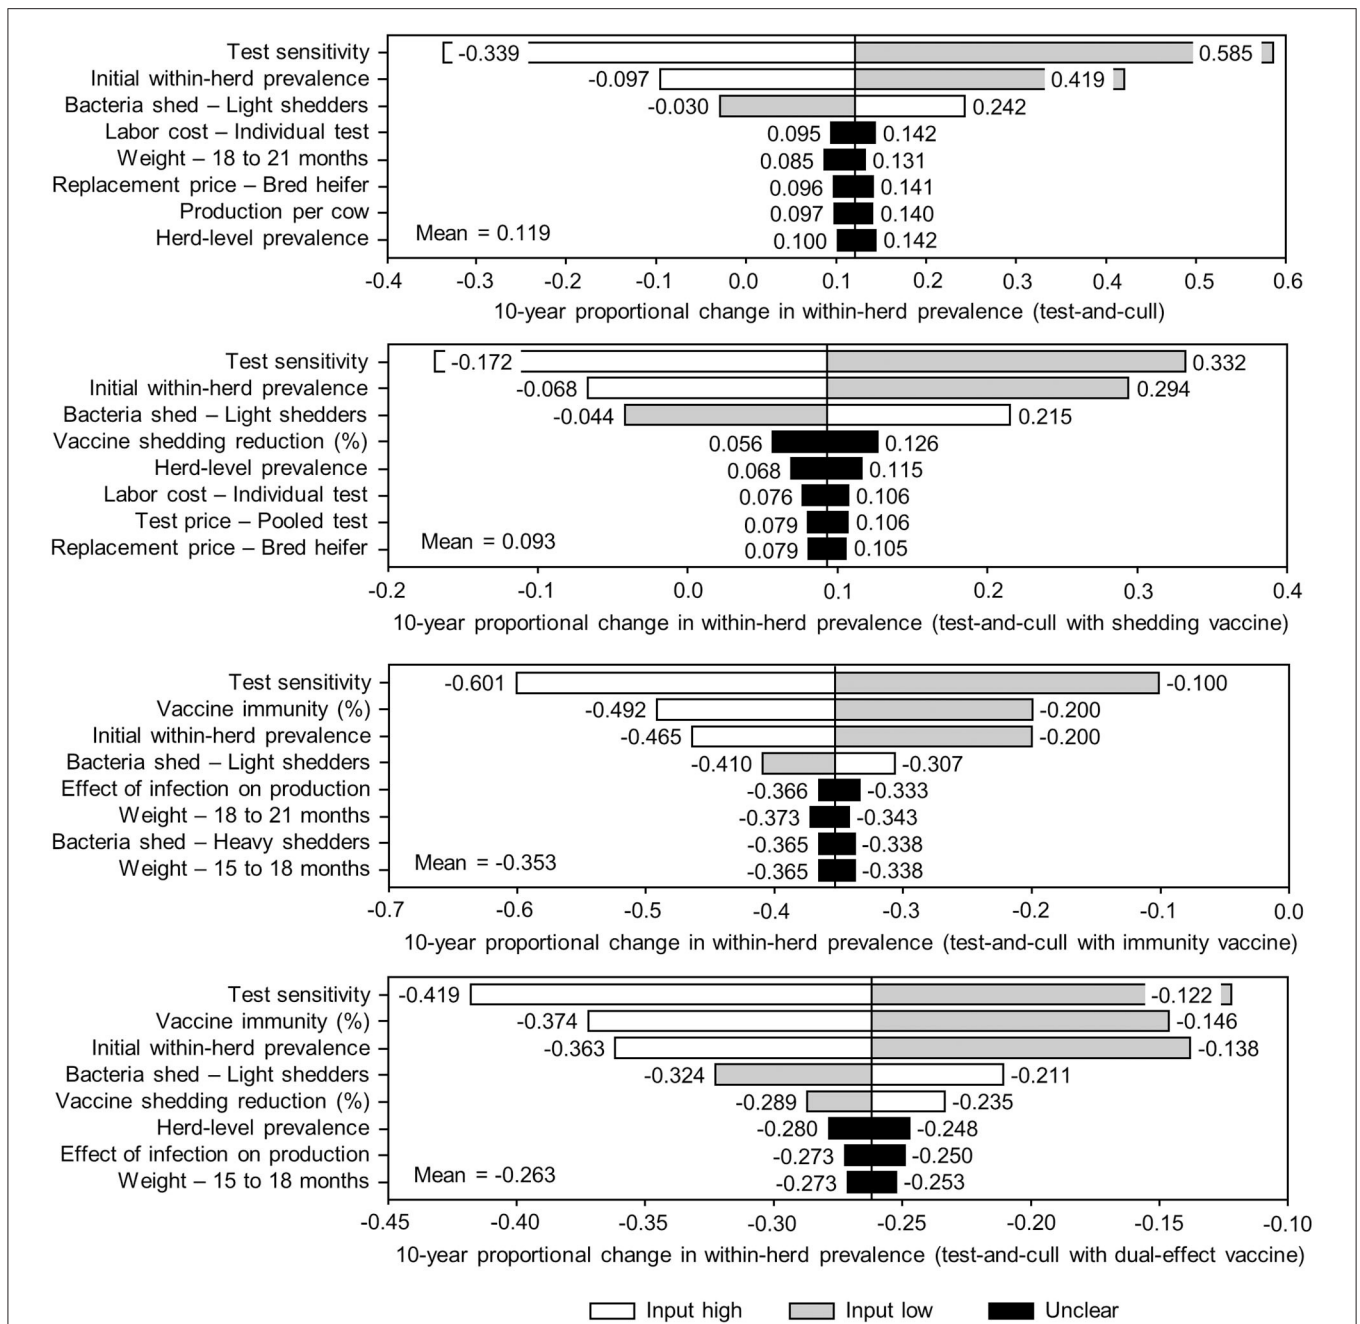 Test sensitivity -0.339 0.585
Initial within-herd prevalence -0.097 0.419
Bacteria shed – Light shedders -0.030 0.242
Labor cost – Individual test 0.095 0.142
Weight – 18 to 21 months 0.085 0.131
Replacement price – Bred heifer 0.096 0.141
Production per cow 0.097 0.140
Herd-level prevalence Mean = 0.119 0.100 0.142
-0.4 -0.3 -0.2 -0.1 0.0 0.1 0.2 0.3 0.4 0.5 0.6
10-year proportional change in within-herd prevalence (test-and-cull)
Test sensitivity -0.172 0.332
Initial within-herd prevalence -0.068 0.294
Bacteria shed – Light shedders -0.044 0.215
Vaccine shedding reduction (%) 0.056 0.126
Herd-level prevalence 0.068 0.115
Labor cost – Individual test 0.076 0.106
Test price – Pooled test 0.079 0.106
Replacement price – Bred heifer Mean = 0.093 0.079 0.105
-0.2 -0.1 0.0 0.1 0.2 0.3 0.4
10-year proportional change in within-herd prevalence (test-and-cull with shedding vaccine)
Test sensitivity -0.601 -0.100
Vaccine immunity (%) -0.492 -0.200
Initial within-herd prevalence -0.465 -0.200
Bacteria shed – Light shedders -0.410 -0.307
Effect of infection on production -0.366 -0.333
Weight – 18 to 21 months -0.373 -0.343
Bacteria shed – Heavy shedders -0.365 -0.338
Weight – 15 to 18 months Mean = -0.353 -0.365 -0.338
-0.7 -0.6 -0.5 -0.4 -0.3 -0.2 -0.1 0.0
10-year proportional change in within-herd prevalence (test-and-cull with immunity vaccine)
Test sensitivity -0.419 -0.122
Vaccine immunity (%) -0.374 -0.146
Initial within-herd prevalence -0.363 -0.138
Bacteria shed – Light shedders -0.324 -0.211
Vaccine shedding reduction (%) -0.289 -0.235
Herd-level prevalence -0.280 -0.248
Effect of infection on production -0.273 -0.250
Weight – 15 to 18 months Mean = -0.263 -0.273 -0.253
-0.45 -0.40 -0.35 -0.30 -0.25 -0.20 -0.15 -0.10
10-year proportional change in within-herd prevalence (test-and-cull with dual-effect vaccine)
Input high Input low Unclear